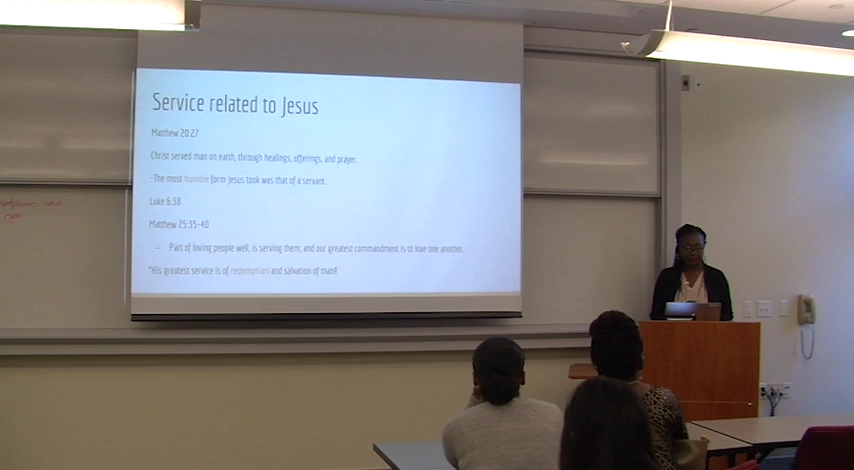 Service related to Jesus
Matthew 20:27
Christ served man on earth, through healings, offerings, and prayer.
-The most humble form Jesus took was that of a servant.
Luke 6:38
Matthew 25:35-40
- Part of loving people well, is serving them, and our greatest commandment is to love one another.
"His greatest service is of redemption and salvation of man!!